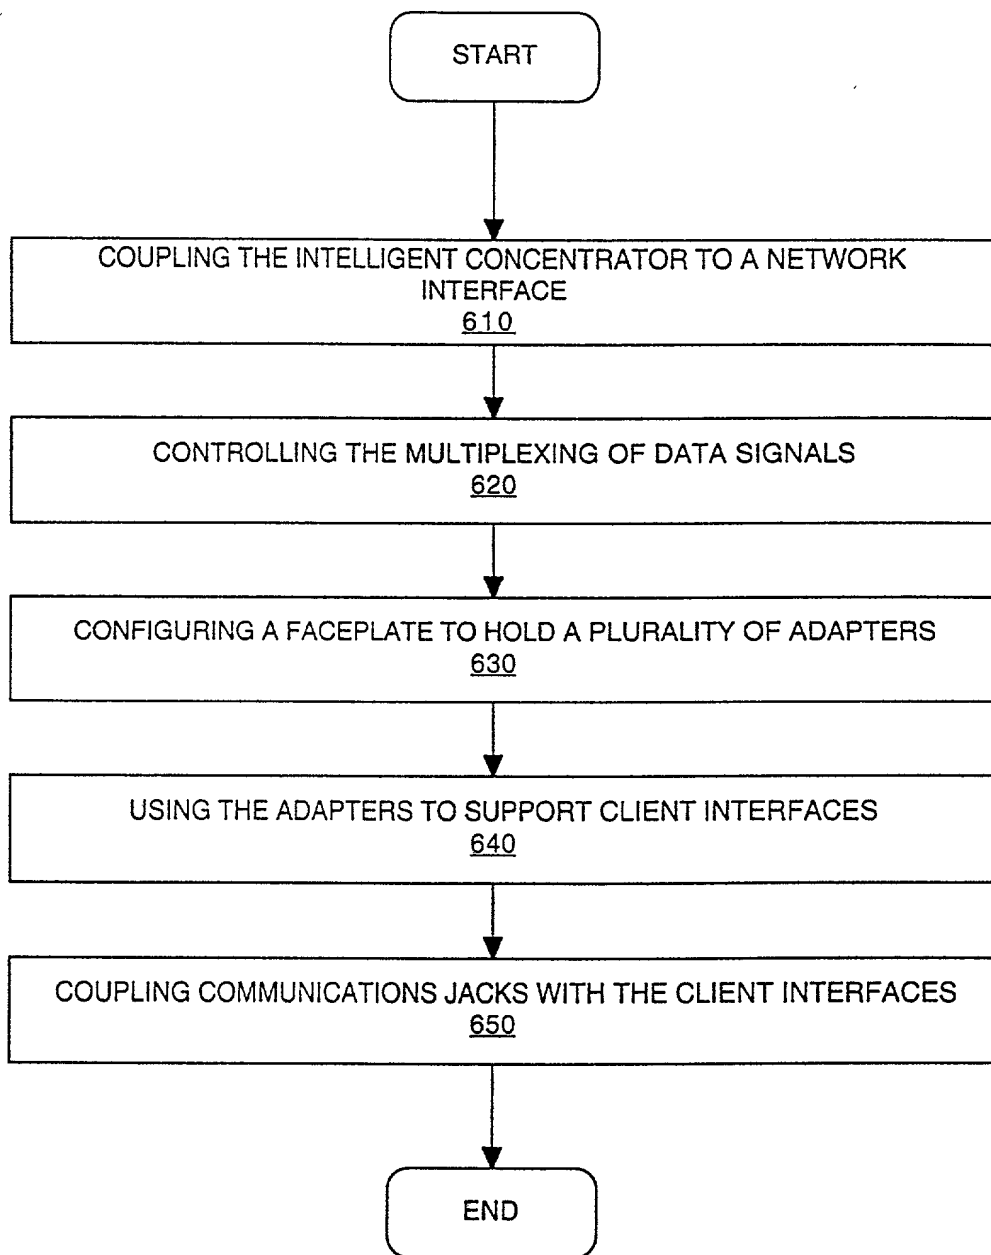 START
COUPLING THE INTELLIGENT CONCENTRATOR TO A NETWORK
INTERFACE
610
CONTROLLING THE MULTIPLEXING OF DATA SIGNALS
620
CONFIGURING A FACEPLATE TO HOLD A PLURALITY OF ADAPTERS
630
USING THE ADAPTERS TO SUPPORT CLIENT INTERFACES
640
COUPLING COMMUNICATIONS JACKS WITH THE CLIENT INTERFACES
650
END